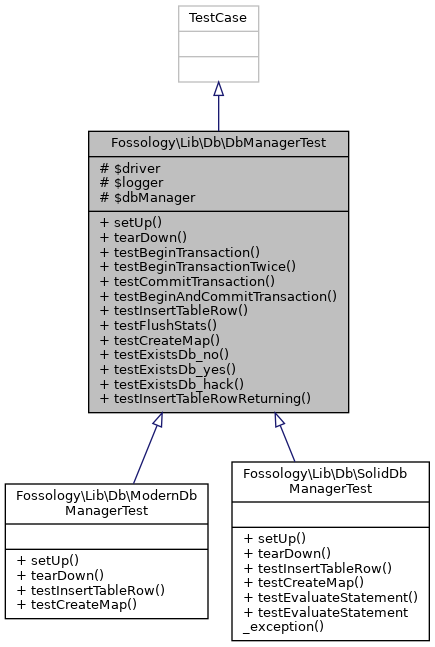 TestCase
Fossology\Lib\Db\DbManagerTest
# $driver
# $logger
# $dbManager
+ setUp()
+ tearDown()
+ testBeginTransaction()
+ testBeginTransactionTwice()
+ testCommitTransaction()
+ testBeginAndCommitTransaction()
+ testInsertTableRow()
+ testFlushStats()
+ testCreateMap()
+ testExistsDb_no()
+ testExistsDb_yes()
+ testExistsDb_hack()
+ testInsertTableRowReturning()
Fossology\Lib\Db\ModernDb
ManagerTest
+ setUp()
+ tearDown()
+ testInsertTableRow()
+ testCreateMap()
Fossology\Lib\Db\SolidDb
ManagerTest
+ setUp()
+ tearDown()
+ testInsertTableRow()
+ testCreateMap()
+ testEvaluateStatement()
+ testEvaluateStatement
_exception()